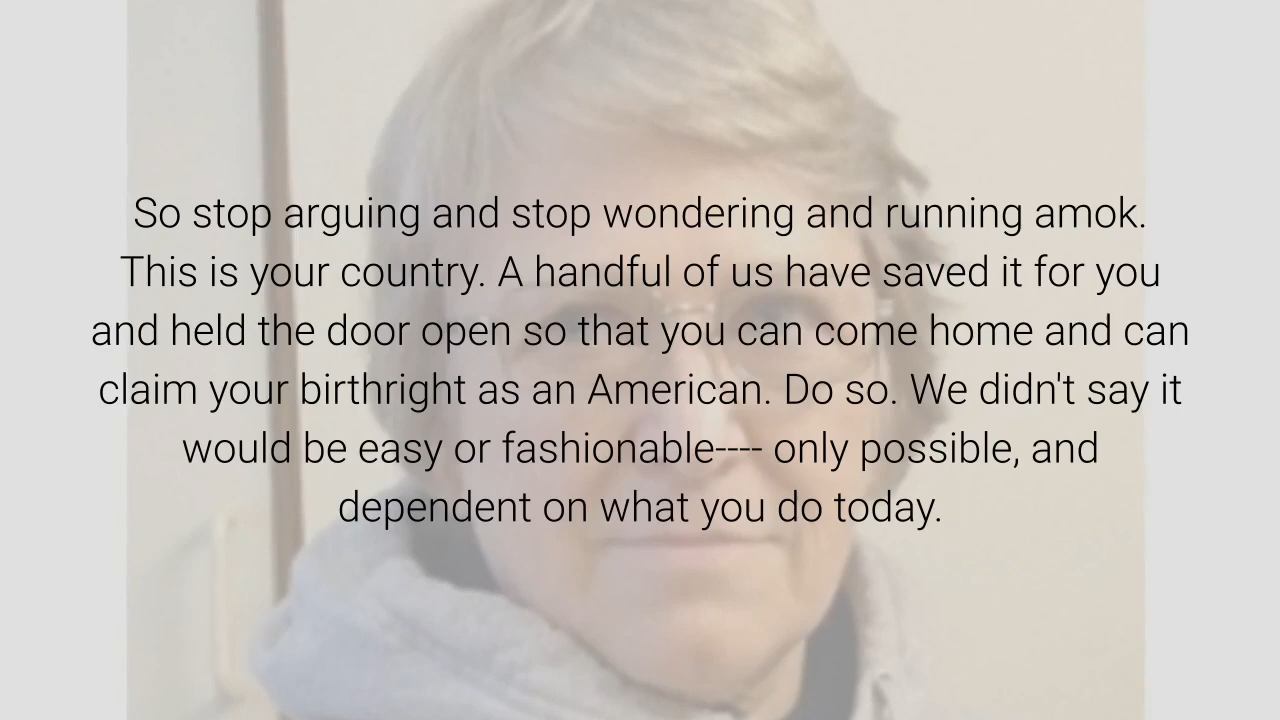 So stop arguing and stop wondering and running amok.
This is your country. A handful of us have saved it for you
and held the door open so that you can come home and can
claim your birthright as an American. Do so. We didn't say it
would be easy or fashionable---- only possible, and
dependent on what you do today.